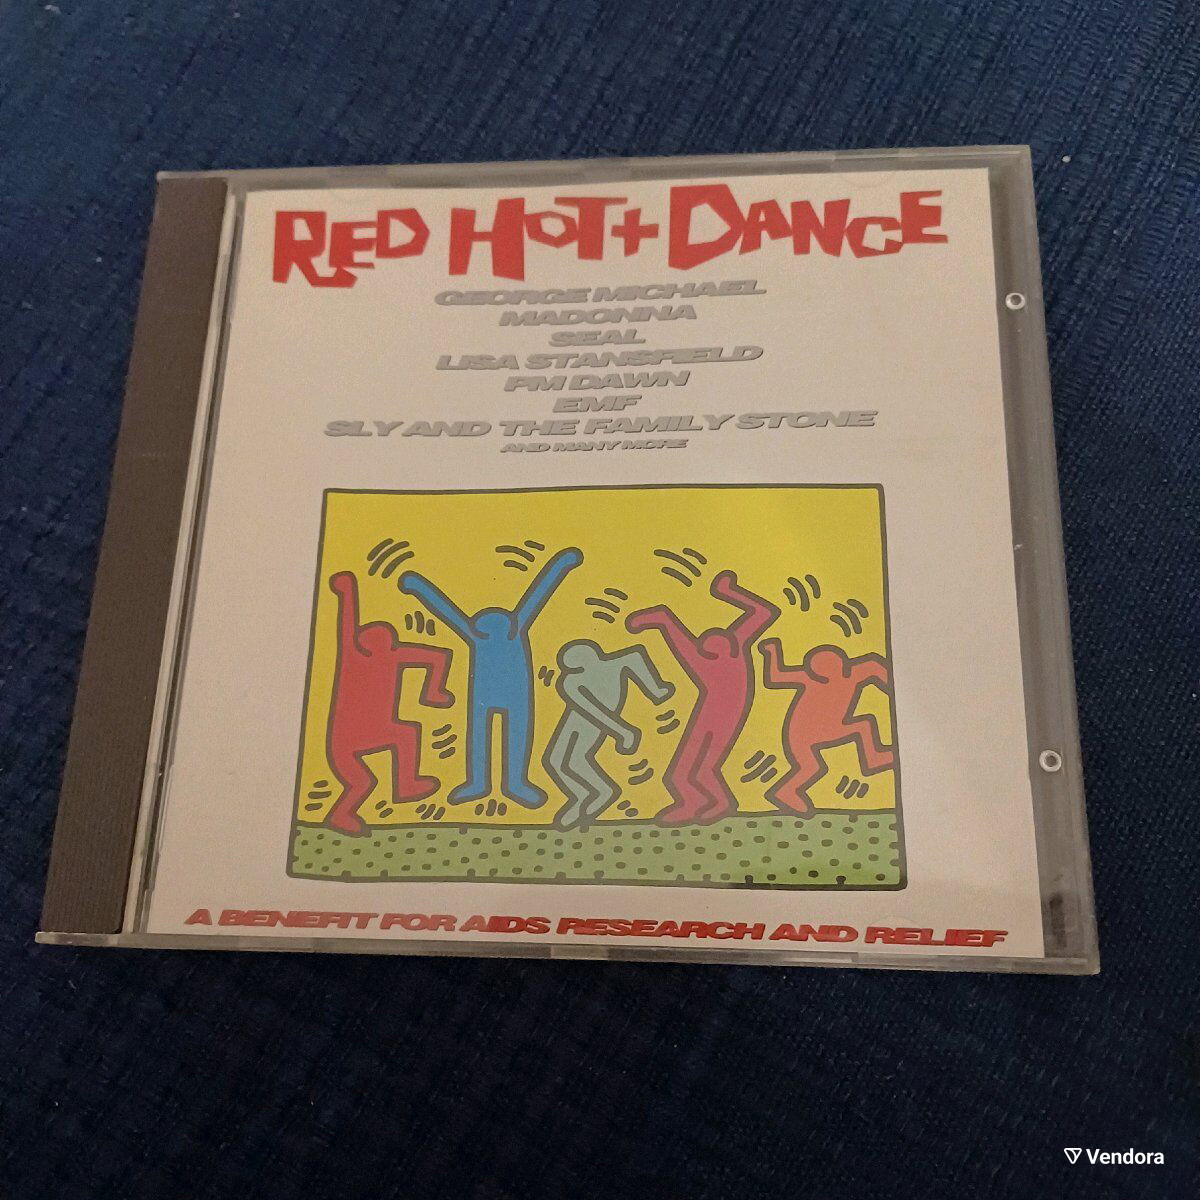 RED HOT + DANCE
GEORGE MICHAEL
MADONNA
SEAL
LISA STANSFIELD
PM DAWN
EMF
SLY AND THE FAMILY STONE
AND MANY MORE
A BENEFIT FOR AIDS RESEARCH AND RELIEF
Vendora